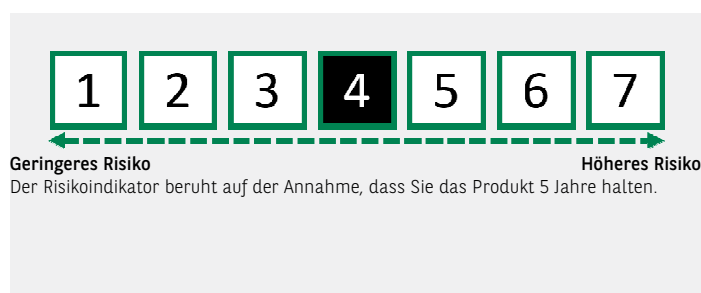 1 2 3 4 5 6 7
Geringeres Risiko Höheres Risiko
Der Risikoindikator beruht auf der Annahme, dass Sie das Produkt 5 Jahre halten.